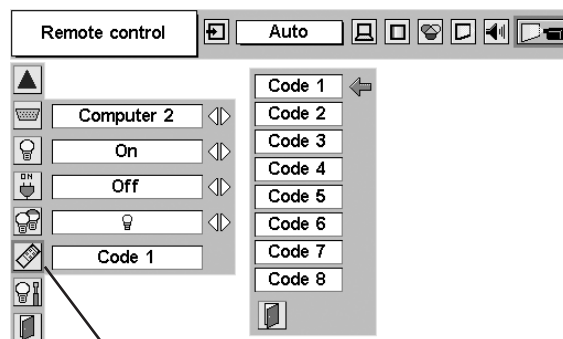 Remote control
Auto
Computer 2
On
ON
Off
Code 1
Code 1
Code 2
Code 3
Code 4
Code 5
Code 6
Code 7
Code 8